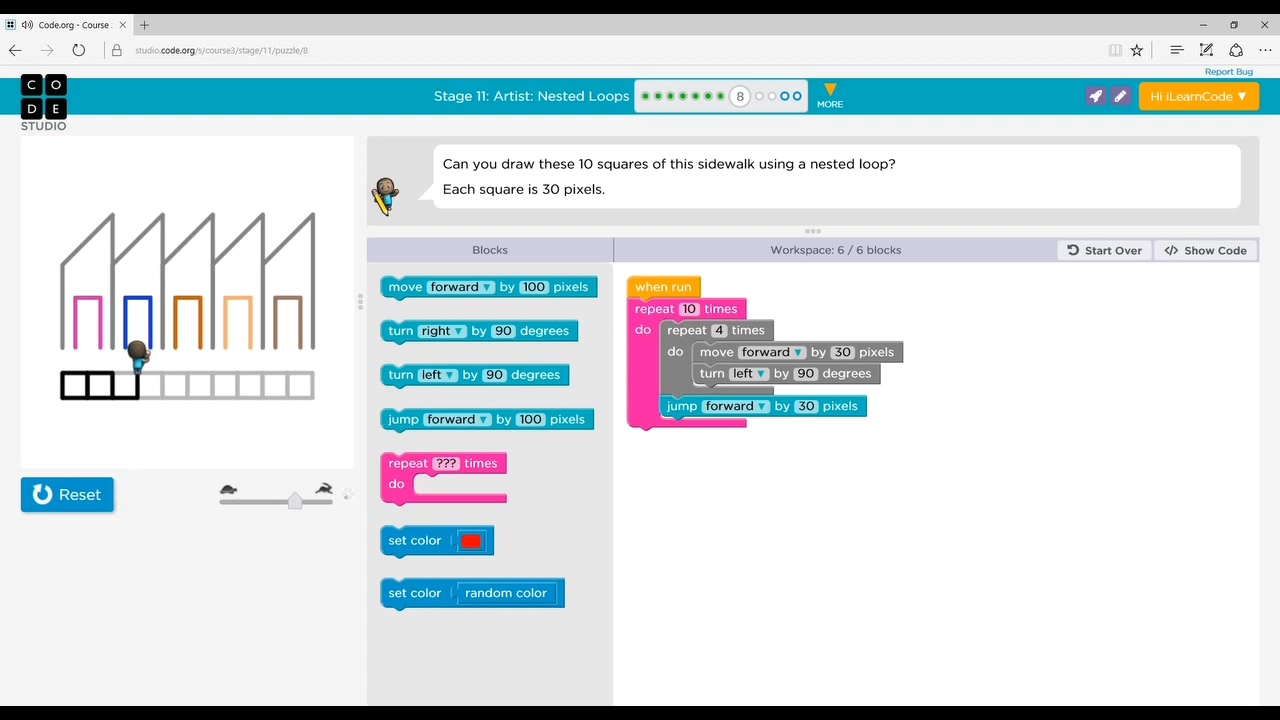 Code.org - Course
studio.code.org/s/course3/stage/11/puzzle/8
Report Bug
C O
D E
STUDIO
Stage 11: Artist: Nested Loops
8
MORE
Hi iLearnCode ▼
Can you draw these 10 squares of this sidewalk using a nested loop?
Each square is 30 pixels.
Blocks
Workspace: 6 / 6 blocks
Start Over
</> Show Code
move forward ▼ by 100 pixels
turn right ▼ by 90 degrees
turn left ▼ by 90 degrees
jump forward ▼ by 100 pixels
repeat ??? times
do
set color
set color random color
when run
repeat 10 times
do repeat 4 times
do move forward ▼ by 30 pixels
turn left ▼ by 90 degrees
jump forward ▼ by 30 pixels
Reset